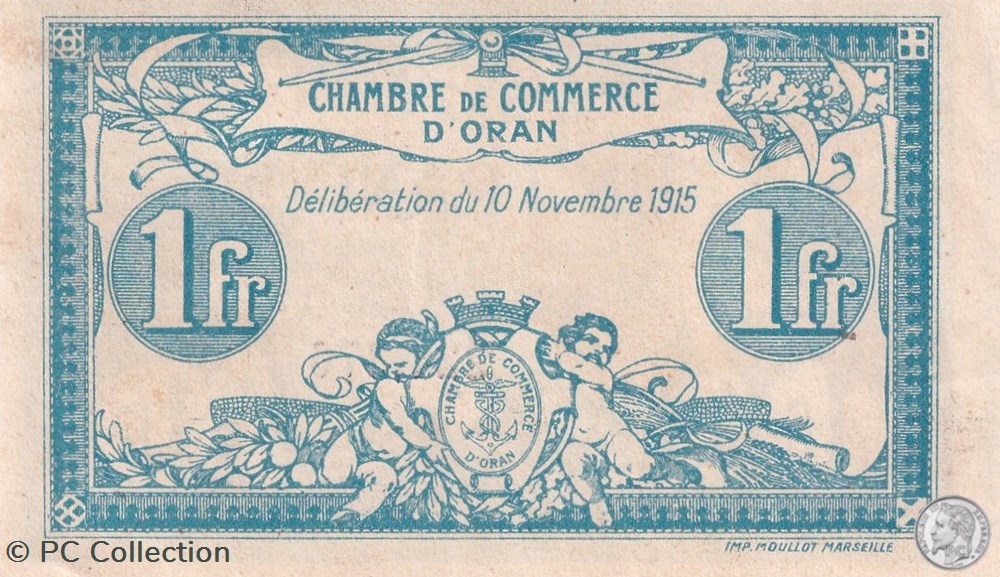 CHAMBRE DE COMMERCE
D'ORAN
Délibération du 10 Novembre 1915
1 fr
1 fr
CHAMBRE DE COMMERCE
D'ORAN
IMP. MOULLOT MARSEILLE
© PC Collection
PC